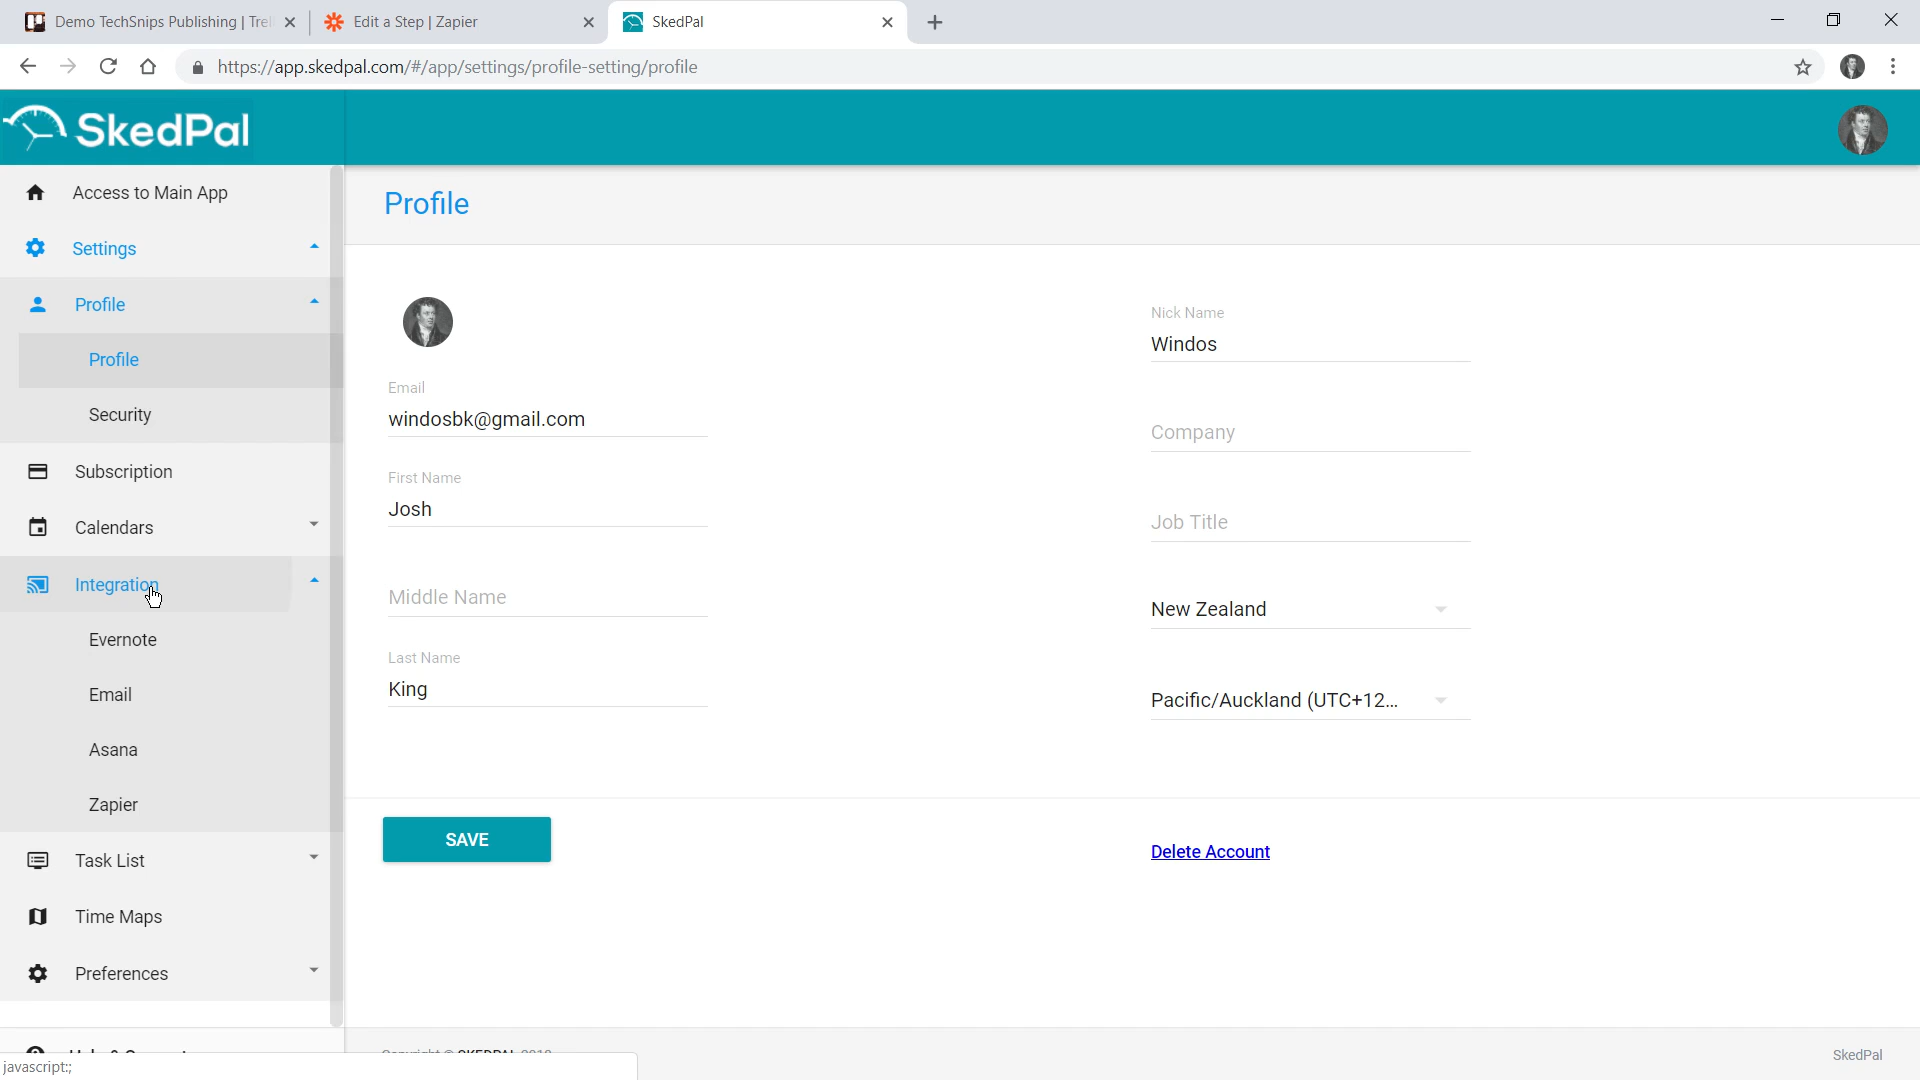 Demo TechSnips Publishing | Trel
Edit a Step | Zapier
SkedPal
https://app.skedpal.com/#/app/settings/profile-setting/profile
SkedPal
Access to Main App
Settings
Profile
Profile
Security
Subscription
Calendars
Integration
Evernote
Email
Asana
Zapier
Task List
Time Maps
Preferences
Profile
Email
windosbk@gmail.com
First Name
Josh
Middle Name
Last Name
King
Nick Name
Windos
Company
Job Title
New Zealand
Pacific/Auckland (UTC+12...
SAVE
Delete Account
SkedPal
javascript:;